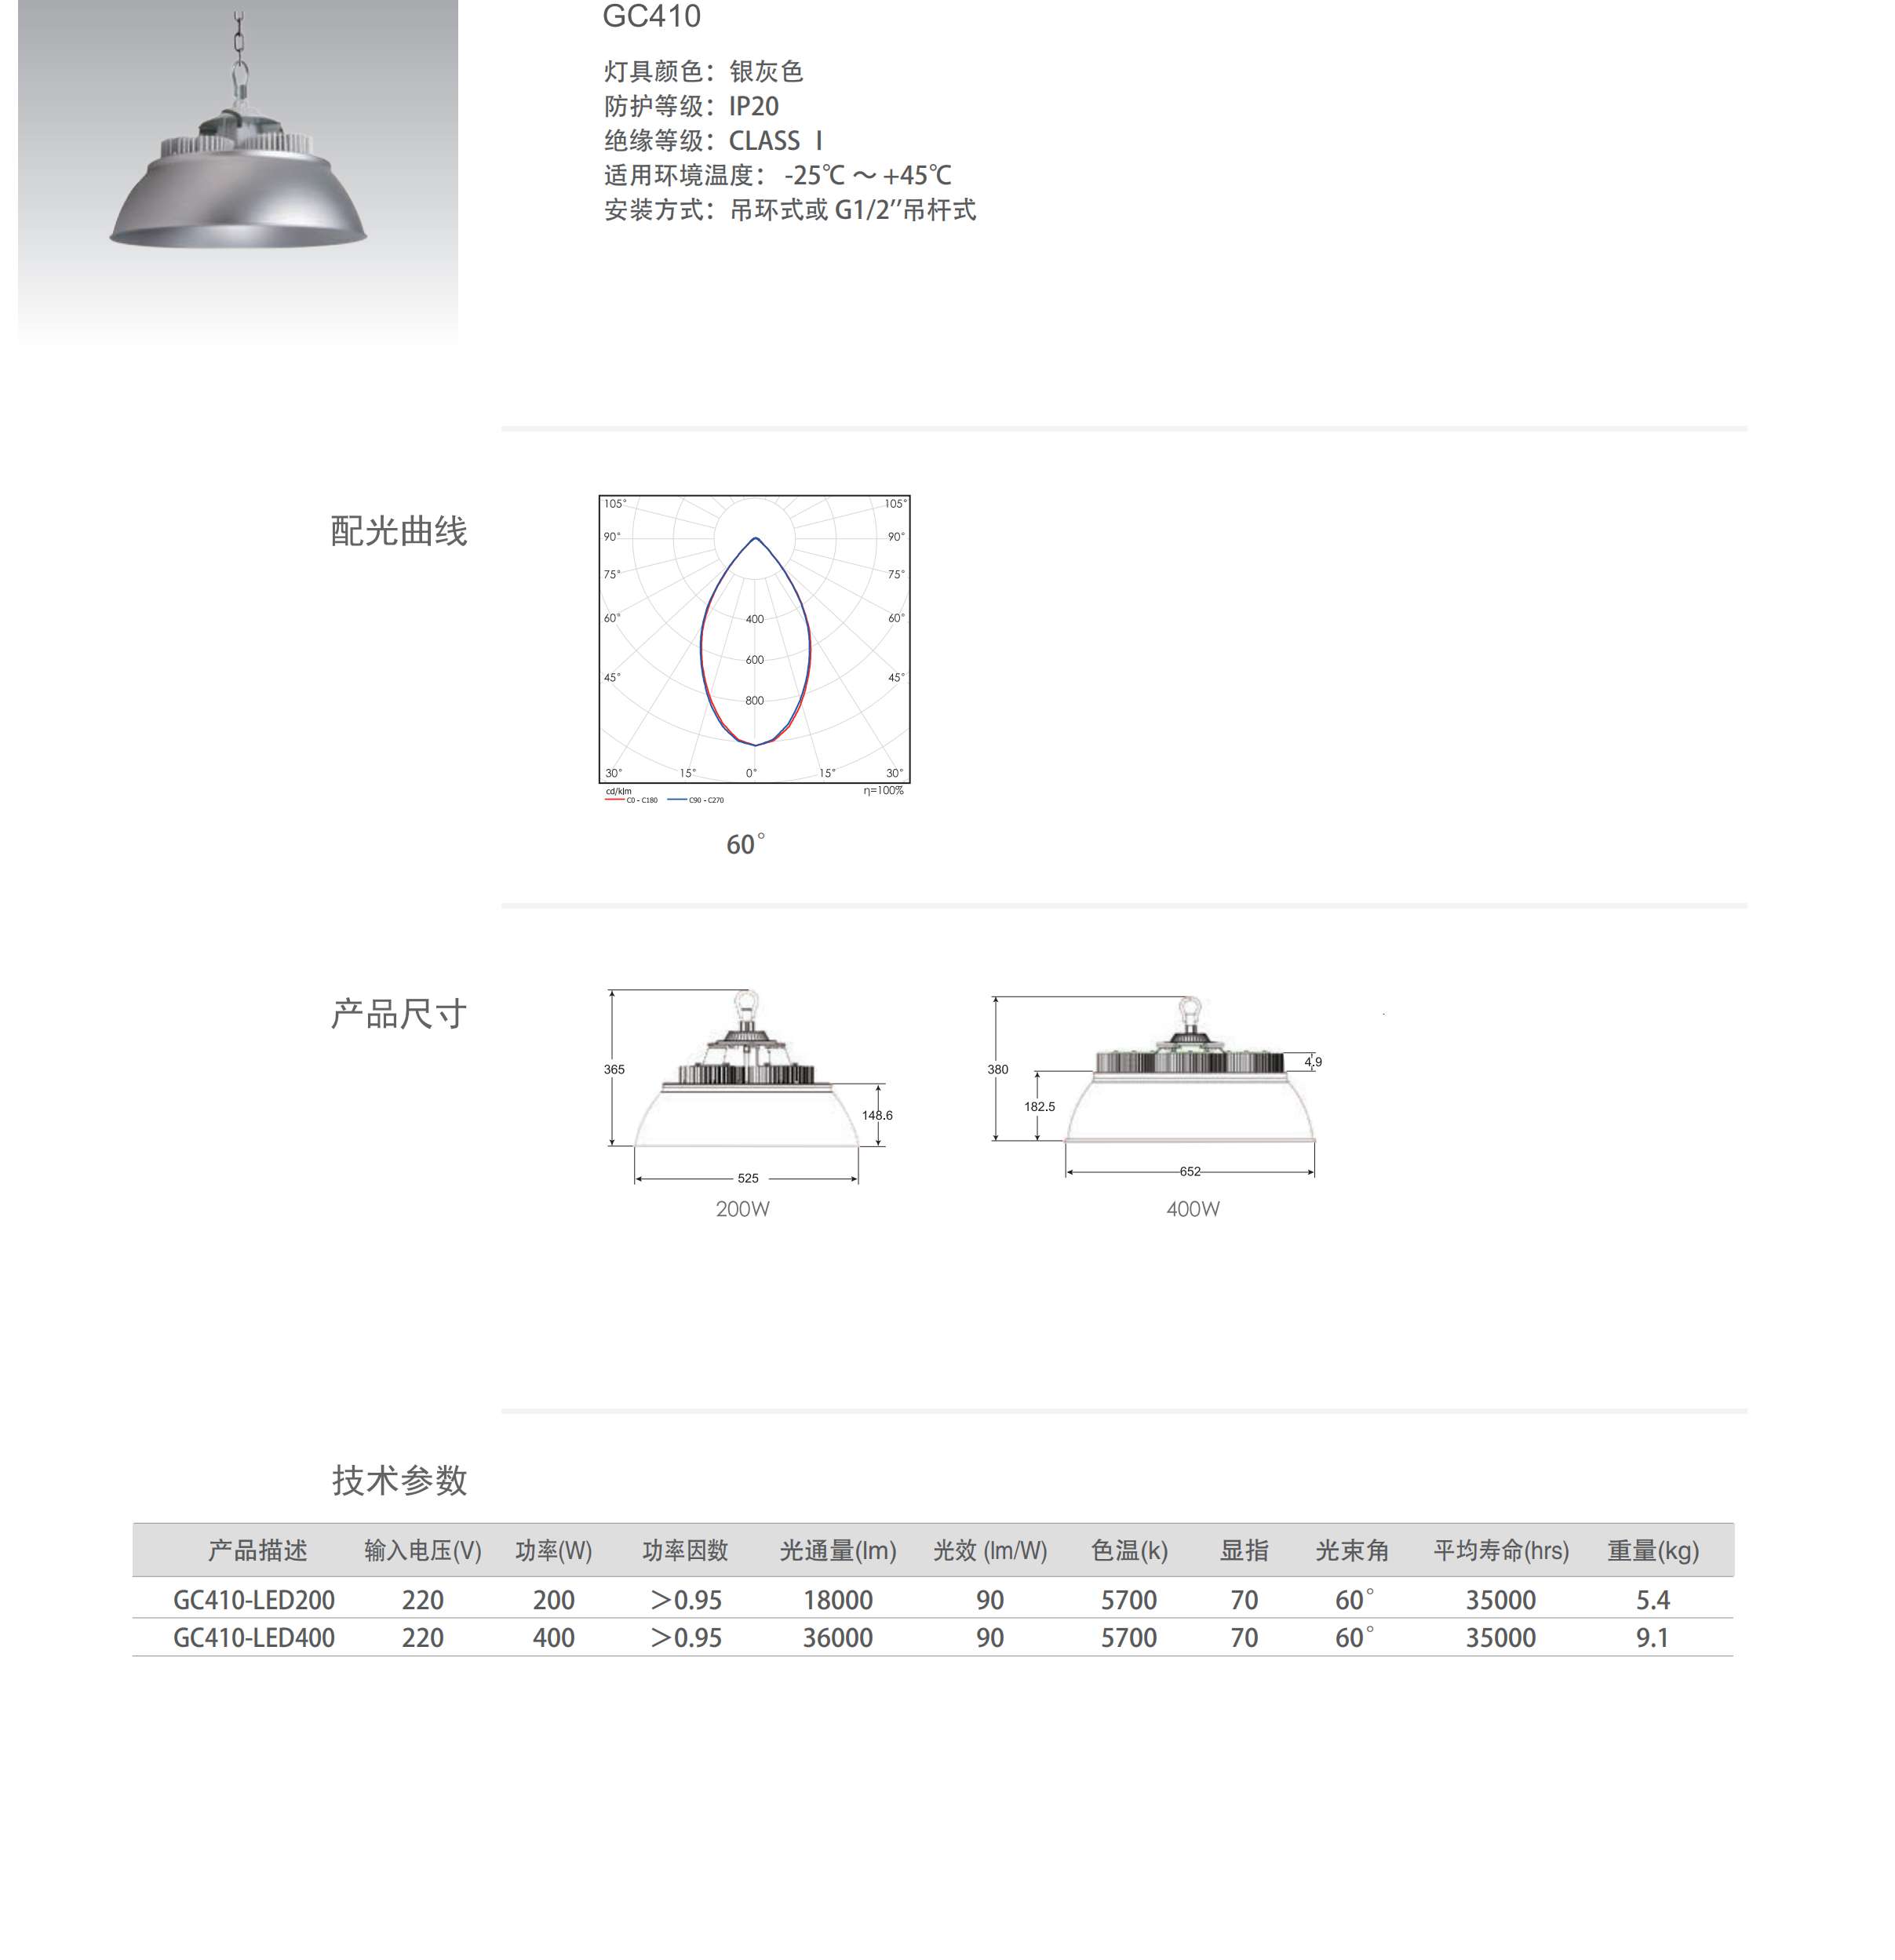 GC410
灯具颜色：银灰色
防护等级：IP20
绝缘等级：CLASS Ⅰ
适用环境温度： -25℃ ～ +45℃
安装方式：吊环式或 G1/2″吊杆式
配光曲线
105° 105°
90° 90°
75° 75°
60° 60°
45° 45°
400
600
800
30° 15° 0° 15° 30°
cd/klm η=100%
C0 - C180 C90 - C270
60°
产品尺寸
365
148.6
525
200W
380
182.5
4,9
652
400W
技术参数
产品描述 输入电压(V) 功率(W) 功率因数 光通量(lm) 光效 (lm/W) 色温(k) 显指 光束角 平均寿命(hrs) 重量(kg)
GC410-LED200 220 200 ＞0.95 18000 90 5700 70 60° 35000 5.4
GC410-LED400 220 400 ＞0.95 36000 90 5700 70 60° 35000 9.1